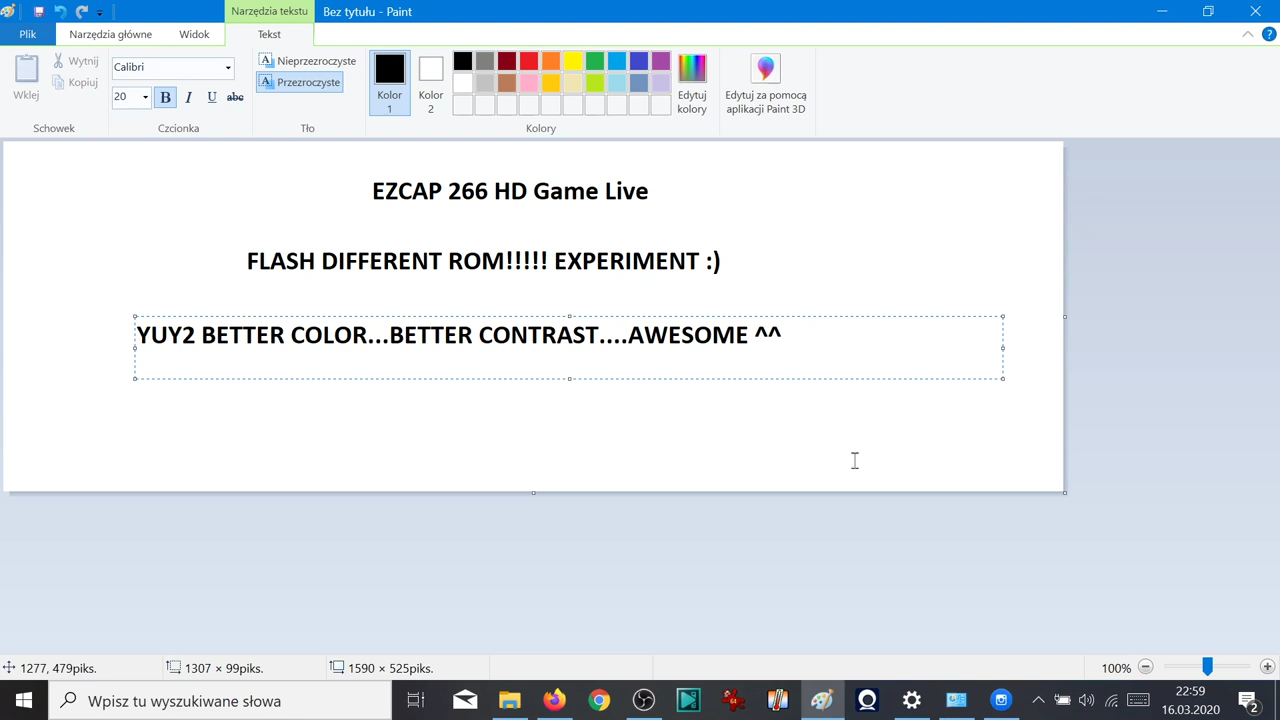 Narzędzia tekstu
Bez tytułu - Paint
Plik
Narzędzia główne
Widok
Tekst
Wklej
Wytnij
Kopiuj
Schowek
Calibri
20
B I U abc
Czcionka
Nieprzezroczyste
Przezroczyste
Tło
Kolor 1
Kolor 2
Kolory
Edytuj kolory
Edytuj za pomocą aplikacji Paint 3D
EZCAP 266 HD Game Live
FLASH DIFFERENT ROM!!!!! EXPERIMENT :)
YUY2 BETTER COLOR...BETTER CONTRAST....AWESOME ^^
1277, 479piks.
1307 × 99piks.
1590 × 525piks.
100%
Wpisz tu wyszukiwane słowa
64
22:59
16.03.2020
2